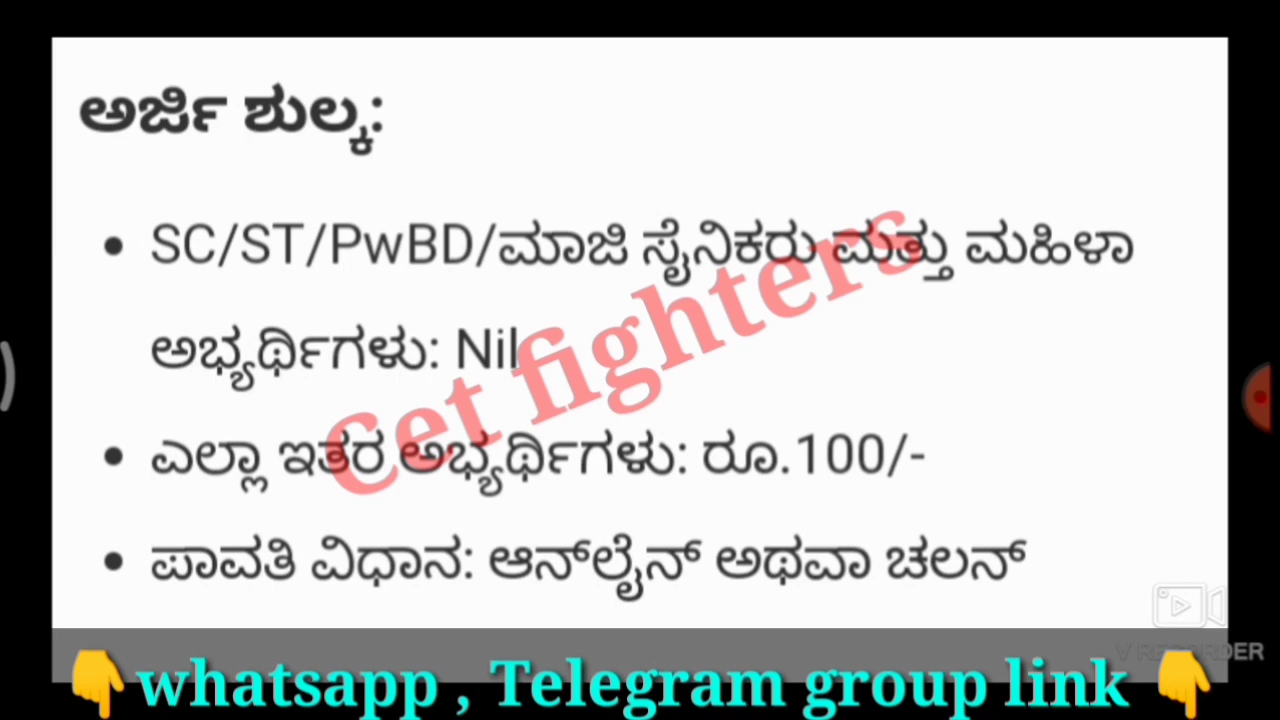 ಅರ್ಜಿ ಶುಲ್ಕ:
SC/ST/PwBD/ಮಾಜಿ ಸೈನಿಕರು ಮತ್ತು ಮಹಿಳಾ
ಅಭ್ಯರ್ಥಿಗಳು: Nil
Cet fighters
ಎಲ್ಲಾ ಇತರ ಅಭ್ಯರ್ಥಿಗಳು: ರೂ.100/-
ಪಾವತಿ ವಿಧಾನ: ಆನ್‌ಲೈನ್ ಅಥವಾ ಚಲನ್
V RECORDER
👇whatsapp , Telegram group link 👇